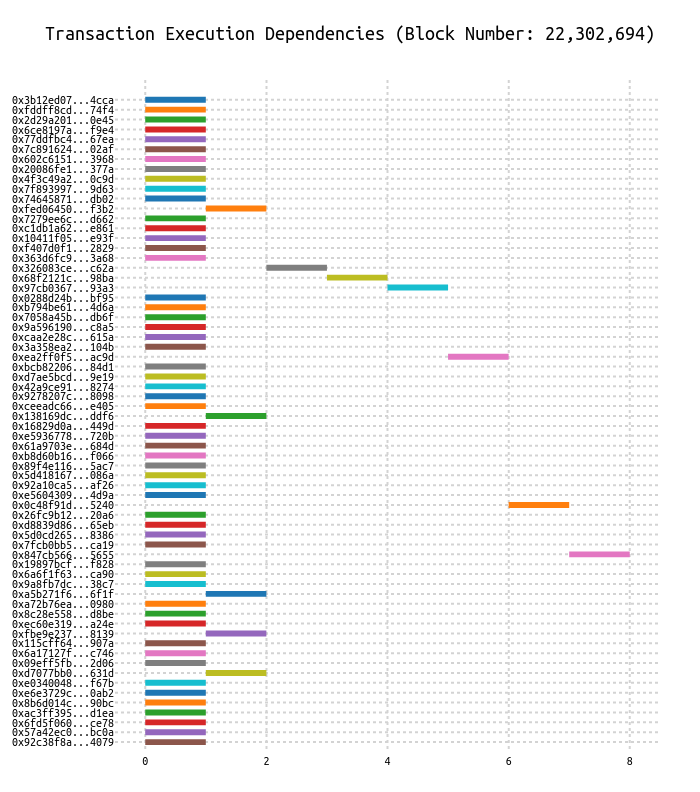 Transaction Execution Dependencies (Block Number: 22,302,694)
0x3b12ed07...4cca
0xfddff8cd...74f4
0x2d29a201...0e45
0x6ce8197a...f9e4
0x77ddfbc4...67ea
0x7c891624...02af
0x602c6151...3968
0x20086fe1...377a
0x4f3c49a2...0c9d
0x7f893997...9d63
0x74645871...db02
0xfed06450...f3b2
0x7279ee6c...d662
0xc1db1a62...e861
0x10411f05...e93f
0xf407d0f1...2829
0x363d6fc9...3a68
0x326083ce...c62a
0x68f2121c...98ba
0x97cb0367...93a3
0x0288d24b...bf95
0xb794be61...4d6a
0x7058a45b...db6f
0x9a596190...c8a5
0xcaa2e28c...615a
0x3a358ea2...104b
0xea2ff0f5...ac9d
0xbcb82206...84d1
0xd7ae5bcd...9e19
0x42a9ce91...8274
0x9278207c...8098
0xceeadc66...e405
0x138169dc...ddf6
0x16829d0a...449d
0xe5936778...720b
0x61a9703e...684d
0xb8d60b16...f066
0x89f4e116...5ac7
0x5d418167...086a
0x92a10ca5...af26
0xe5604309...4d9a
0x0c48f91d...5240
0x26fc9b12...20a6
0xd8839d86...65eb
0x5d0cd265...8386
0x7fcb0bb5...ca19
0x847cb566...5655
0x19897bcf...f828
0x6a6f1f63...ca90
0x9a8fb7dc...38c7
0xa5b271f6...6f1f
0xa72b76ea...0980
0x8c28e558...d8be
0xec60e319...a24e
0xfbe9e237...8139
0x115cff64...907a
0x6a17127f...c746
0x09eff5fb...2d06
0xd7077bb0...631d
0xe0340048...f67b
0xe6e3729c...0ab2
0x8b6d014c...90bc
0xac3ff395...d1ea
0x6fd5f060...ce78
0x57a42ec0...bc0a
0x92c38f8a...4079
0 2 4 6 8